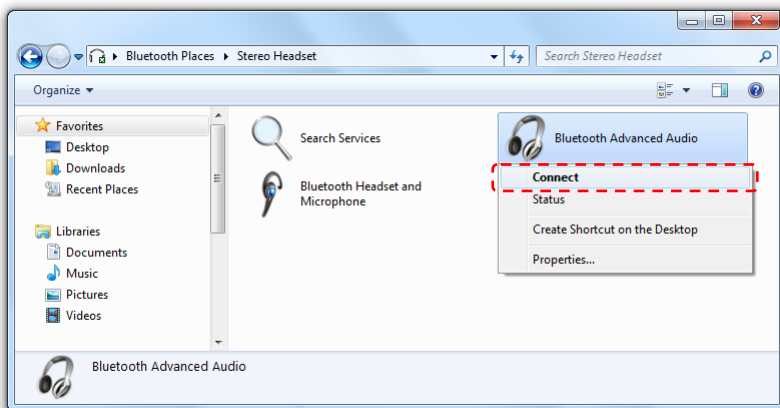 Bluetooth Places
Stereo Headset
Search Stereo Headset
Organize
Favorites
Desktop
Downloads
Recent Places
Libraries
Documents
Music
Pictures
Videos
Search Services
Bluetooth Headset and
Microphone
Bluetooth Advanced Audio
Connect
Status
Create Shortcut on the Desktop
Properties...
Bluetooth Advanced Audio